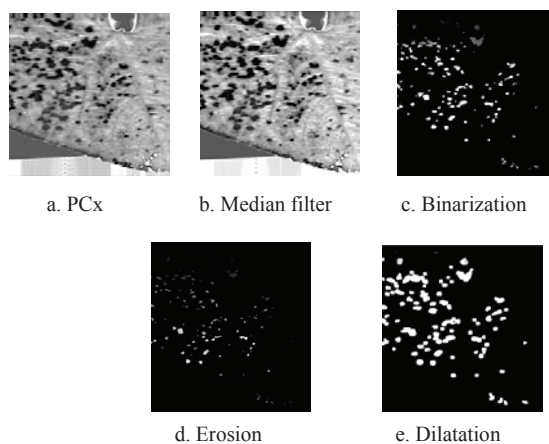 a. PCx
b. Median filter
c. Binarization
d. Erosion
e. Dilatation